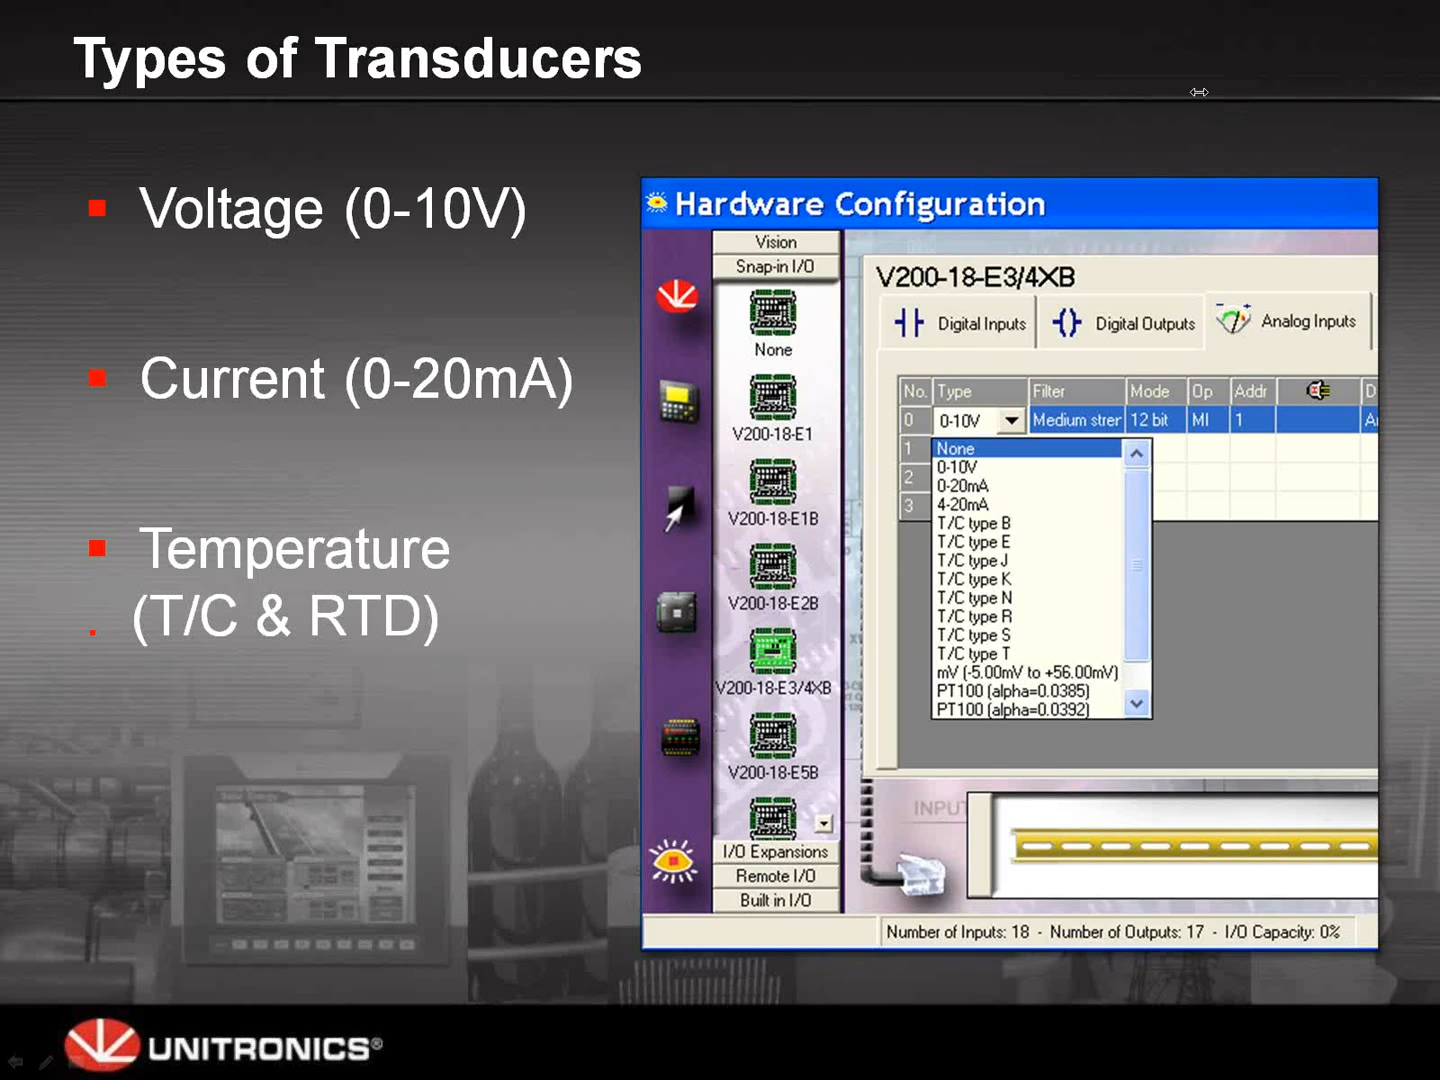 Types of Transducers
Voltage (0-10V)
Current (0-20mA)
Temperature
(T/C & RTD)
Hardware Configuration
Vision
Snap-in I/O
None
V200-18-E1
V200-18-E1B
V200-18-E2B
V200-18-E3/4XB
V200-18-E5B
I/O Expansions
Remote I/O
Built in I/O
V200-18-E3/4XB
Digital Inputs
Digital Outputs
Analog Inputs
No. Type Filter Mode Op Addr D
0 0-10V Medium stren 12 bit MI 1
1
2
3
None
0-10V
0-20mA
4-20mA
T/C type B
T/C type E
T/C type J
T/C type K
T/C type N
T/C type R
T/C type S
T/C type T
mV (-5.00mV to +56.00mV)
PT100 (alpha=0.0385)
PT100 (alpha=0.0392)
INPUT
Number of Inputs: 18 - Number of Outputs: 17 - I/O Capacity: 0%
UNITRONICS®